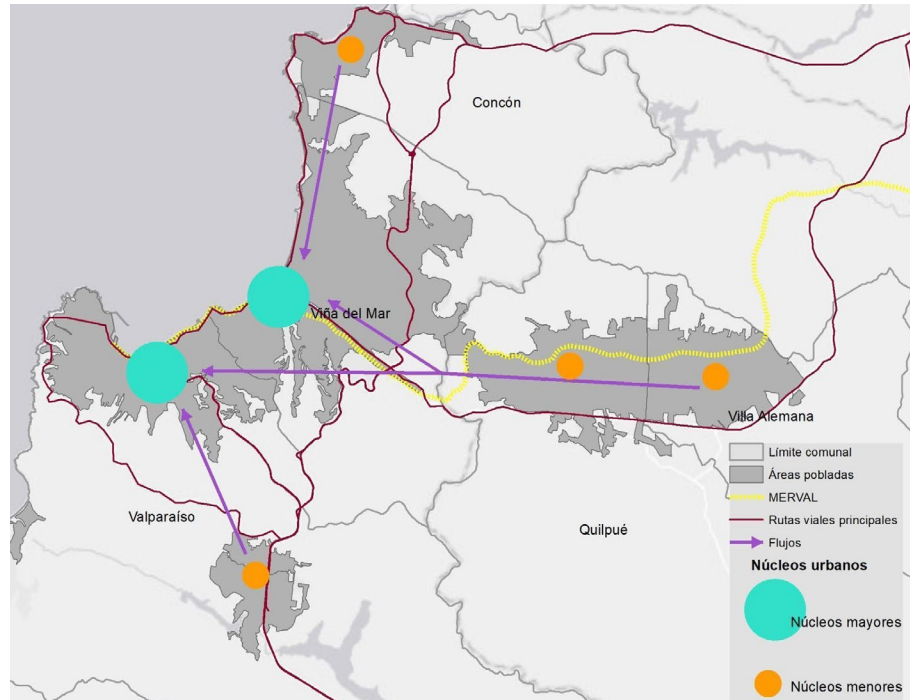 Concón
Viña del Mar
Villa Alemana
Valparaíso
Quilpué
Límite comunal
Áreas pobladas
MERVAL
Rutas viales principales
Flujos
Núcleos urbanos
Núcleos mayores
Núcleos menores